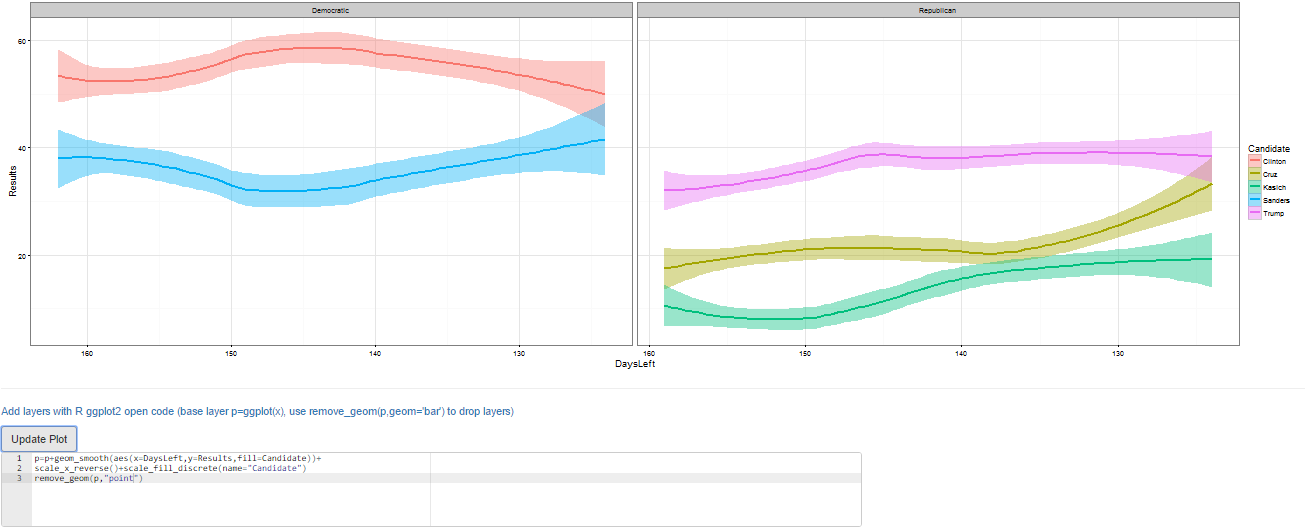 Democratic
Republican
60
40
20
Results
160
150
140
130
160
150
140
130
DaysLeft
Candidate
Clinton
Cruz
Kasich
Sanders
Trump
Add layers with R ggplot2 open code (base layer p=ggplot(x), use remove_geom(p,geom='bar') to drop layers)
Update Plot
1 p=p+geom_smooth(aes(x=DaysLeft,y=Results,fill=Candidate))+
2 scale_x_reverse()+scale_fill_discrete(name="Candidate")
3 remove_geom(p,"point")